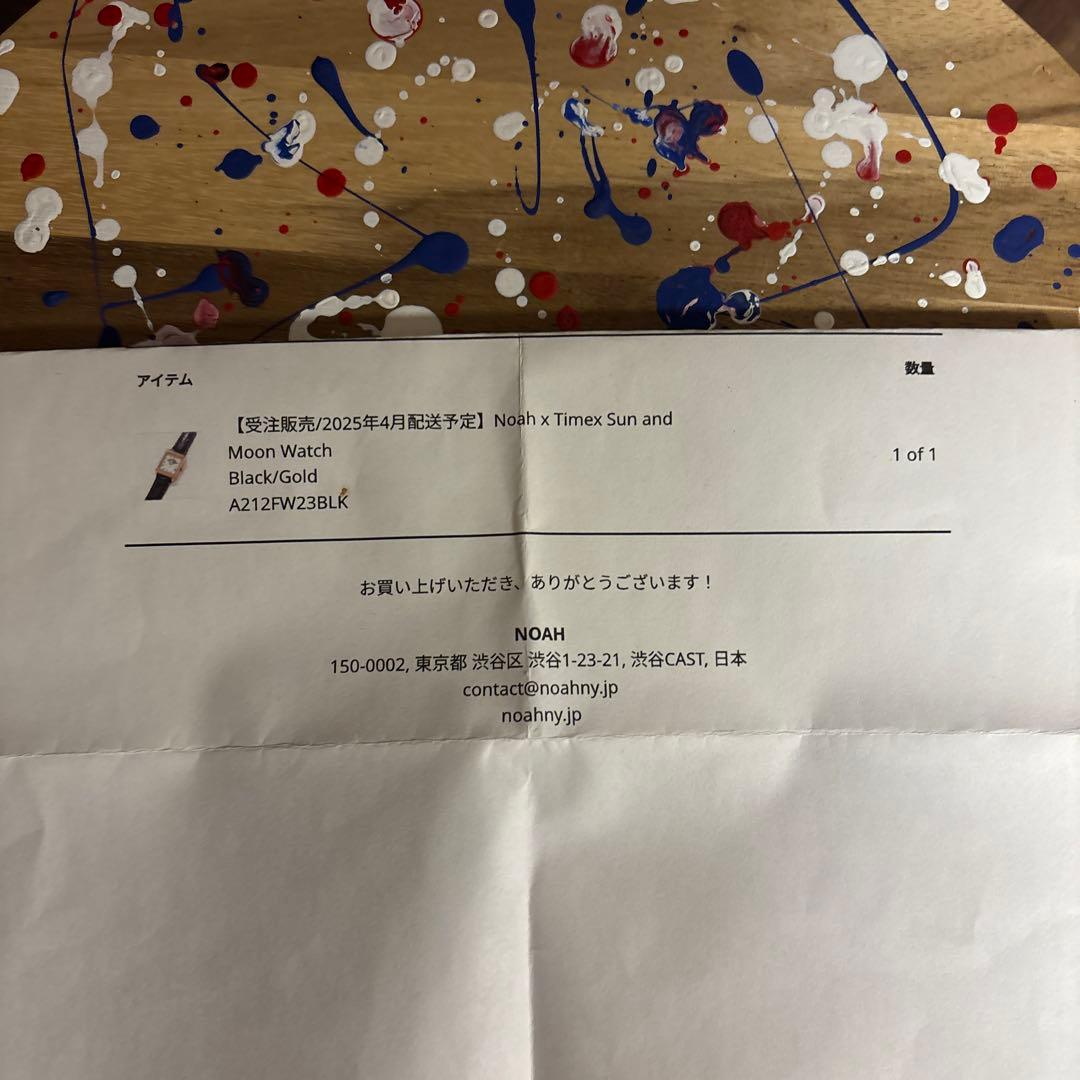 アイテム
数量
【受注販売/2025年4月配送予定】Noah x Timex Sun and
Moon Watch
Black/Gold
A212FW23BLK
1 of 1
お買い上げいただき、ありがとうございます！
NOAH
150-0002, 東京都 渋谷区 渋谷1-23-21, 渋谷CAST, 日本
contact@noahny.jp
noahny.jp